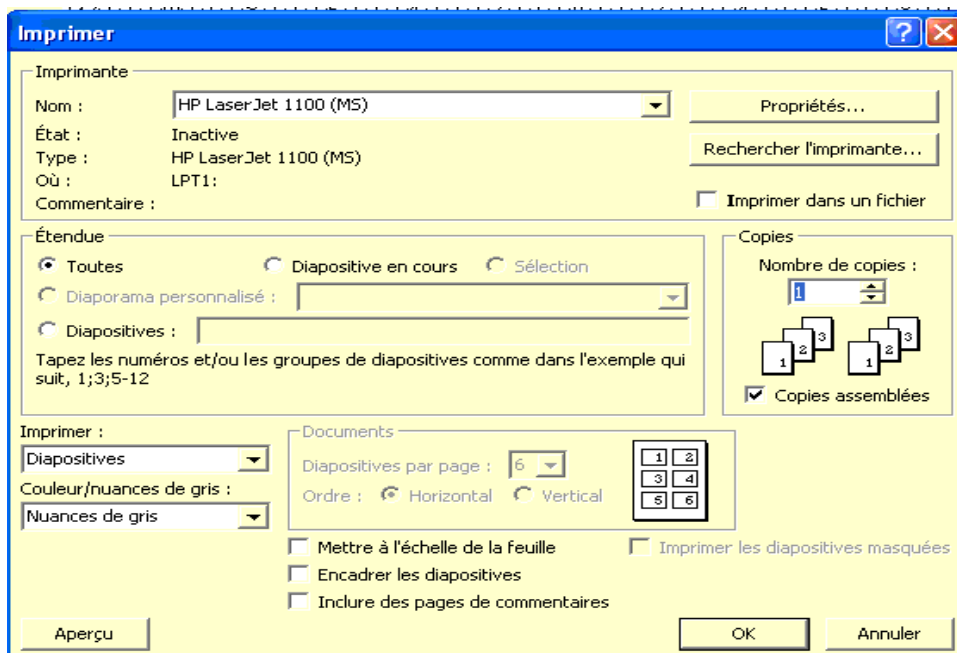 Imprimer
Imprimante
Nom : HP LaserJet 1100 (MS) Propriétés...
État : Inactive
Type : HP LaserJet 1100 (MS) Rechercher l'imprimante...
Où : LPT1:
Commentaire : Imprimer dans un fichier
Étendue
Toutes Diapositive en cours Sélection
Diaporama personnalisé :
Diapositives :
Tapez les numéros et/ou les groupes de diapositives comme dans l'exemple qui
suit, 1;3;5-12
Copies
Nombre de copies :
1
1 2 3 1 2 3
Copies assemblées
Imprimer :
Diapositives
Couleur/nuances de gris :
Nuances de gris
Documents
Diapositives par page : 6
Ordre : Horizontal Vertical
1 2
3 4
5 6
Mettre à l'échelle de la feuille Imprimer les diapositives masquées
Encadrer les diapositives
Inclure des pages de commentaires
Aperçu OK Annuler